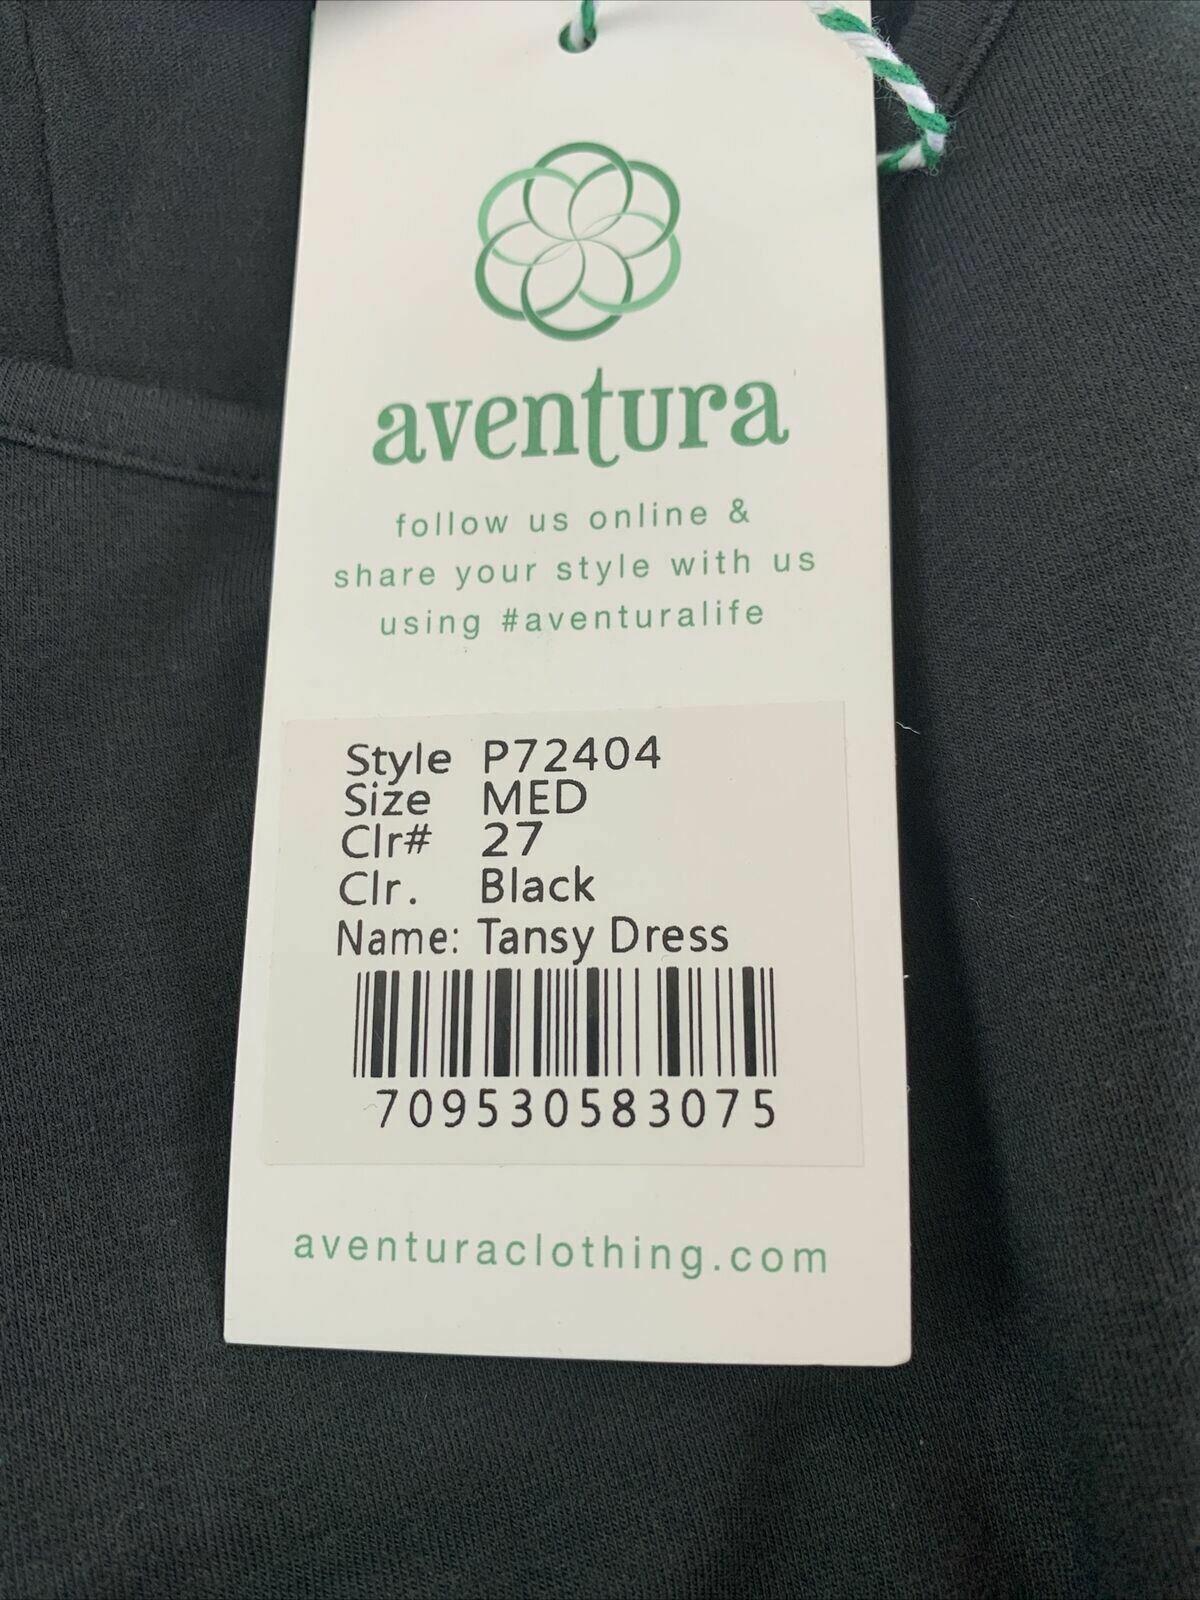 aventura
follow us online &
share your style with us
using #aventuralife
Style P72404
Size MED
Clr# 27
Clr. Black
Name: Tansy Dress
709530583075
aventuraclothing.com